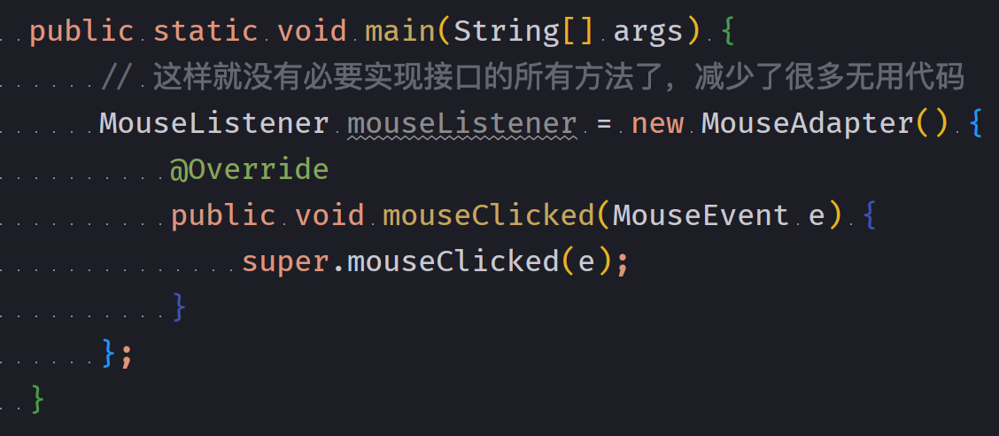 public static void main(String[] args) {
// 这样就没有必要实现接口的所有方法了，减少了很多无用代码
MouseListener mouseListener = new MouseAdapter() {
@Override
public void mouseClicked(MouseEvent e) {
super.mouseClicked(e);
}
};
}